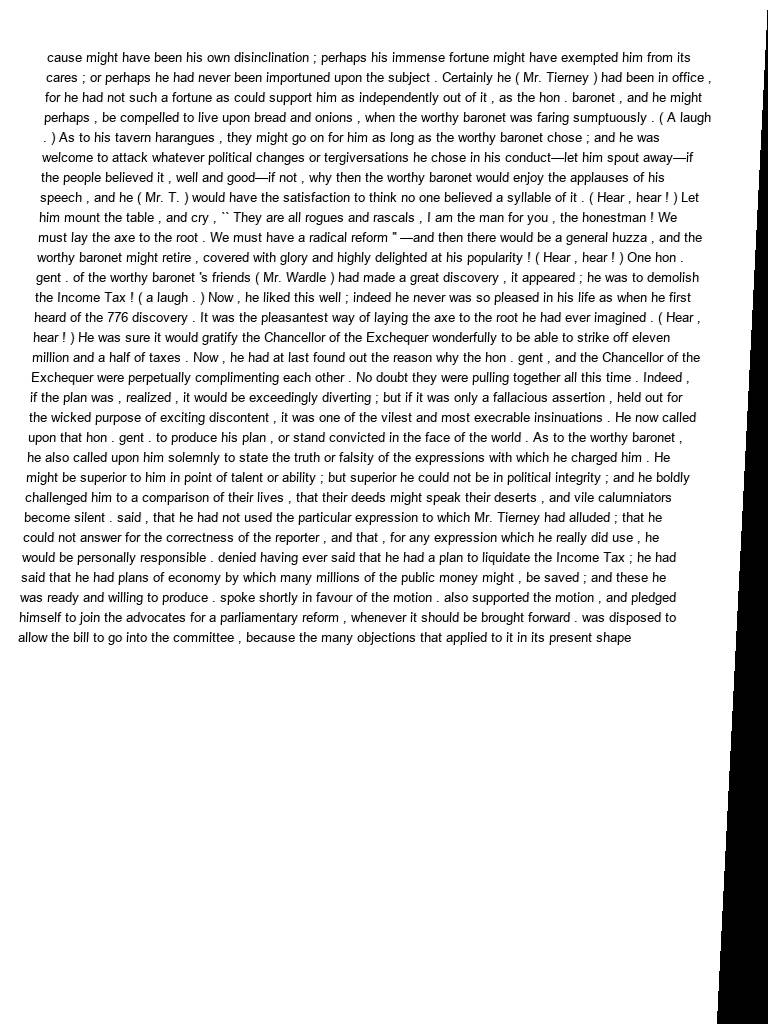 cause might have been his own disinclination ; perhaps his immense fortune might have exempted him from its
cares ; or perhaps he had never been importuned upon the subject . Certainly he ( Mr. Tierney ) had been in office ,
for he had not such a fortune as could support him as independently out of it , as the hon . baronet , and he might
perhaps , be compelled to live upon bread and onions , when the worthy baronet was faring sumptuously . ( A laugh
. ) As to his tavern harangues , they might go on for him as long as the worthy baronet chose ; and he was
welcome to attack whatever political changes or tergiversations he chose in his conduct—let him spout away—if
the people believed it , well and good—if not , why then the worthy baronet would enjoy the applauses of his
speech , and he ( Mr. T. ) would have the satisfaction to think no one believed a syllable of it . ( Hear , hear ! ) Let
him mount the table , and cry , `` They are all rogues and rascals , I am the man for you , the honestman ! We
must lay the axe to the root . We must have a radical reform " —and then there would be a general huzza , and the
worthy baronet might retire , covered with glory and highly delighted at his popularity ! ( Hear , hear ! ) One hon .
gent . of the worthy baronet 's friends ( Mr. Wardle ) had made a great discovery , it appeared ; he was to demolish
the Income Tax ! ( a laugh . ) Now , he liked this well ; indeed he never was so pleased in his life as when he first
heard of the 776 discovery . It was the pleasantest way of laying the axe to the root he had ever imagined . ( Hear ,
hear ! ) He was sure it would gratify the Chancellor of the Exchequer wonderfully to be able to strike off eleven
million and a half of taxes . Now , he had at last found out the reason why the hon . gent , and the Chancellor of the
Exchequer were perpetually complimenting each other . No doubt they were pulling together all this time . Indeed ,
if the plan was , realized , it would be exceedingly diverting ; but if it was only a fallacious assertion , held out for
the wicked purpose of exciting discontent , it was one of the vilest and most execrable insinuations . He now called
upon that hon . gent . to produce his plan , or stand convicted in the face of the world . As to the worthy baronet ,
he also called upon him solemnly to state the truth or falsity of the expressions with which he charged him . He
might be superior to him in point of talent or ability ; but superior he could not be in political integrity ; and he boldly
challenged him to a comparison of their lives , that their deeds might speak their deserts , and vile calumniators
become silent . said , that he had not used the particular expression to which Mr. Tierney had alluded ; that he
could not answer for the correctness of the reporter , and that , for any expression which he really did use , he
would be personally responsible . denied having ever said that he had a plan to liquidate the Income Tax ; he had
said that he had plans of economy by which many millions of the public money might , be saved ; and these he
was ready and willing to produce . spoke shortly in favour of the motion . also supported the motion , and pledged
himself to join the advocates for a parliamentary reform , whenever it should be brought forward . was disposed to
allow the bill to go into the committee , because the many objections that applied to it in its present shape